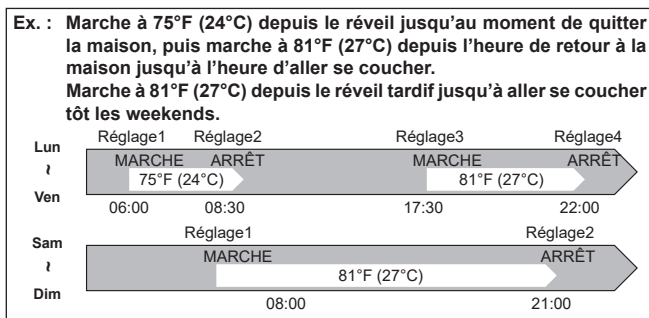 Ex. : Marche à 75°F (24°C) depuis le réveil jusqu'au moment de quitter
la maison, puis marche à 81°F (27°C) depuis l'heure de retour à la
maison jusqu'à l'heure d'aller se coucher.
Marche à 81°F (27°C) depuis le réveil tardif jusqu'à aller se coucher
tôt les weekends.
Réglage1 Réglage2 Réglage3 Réglage4
Lun
MARCHE ARRÊT MARCHE ARRÊT
~
75°F (24°C) 81°F (27°C)
Ven
06:00 08:30 17:30 22:00
Réglage1 Réglage2
Sam
MARCHE ARRÊT
~
81°F (27°C)
Dim
08:00 21:00